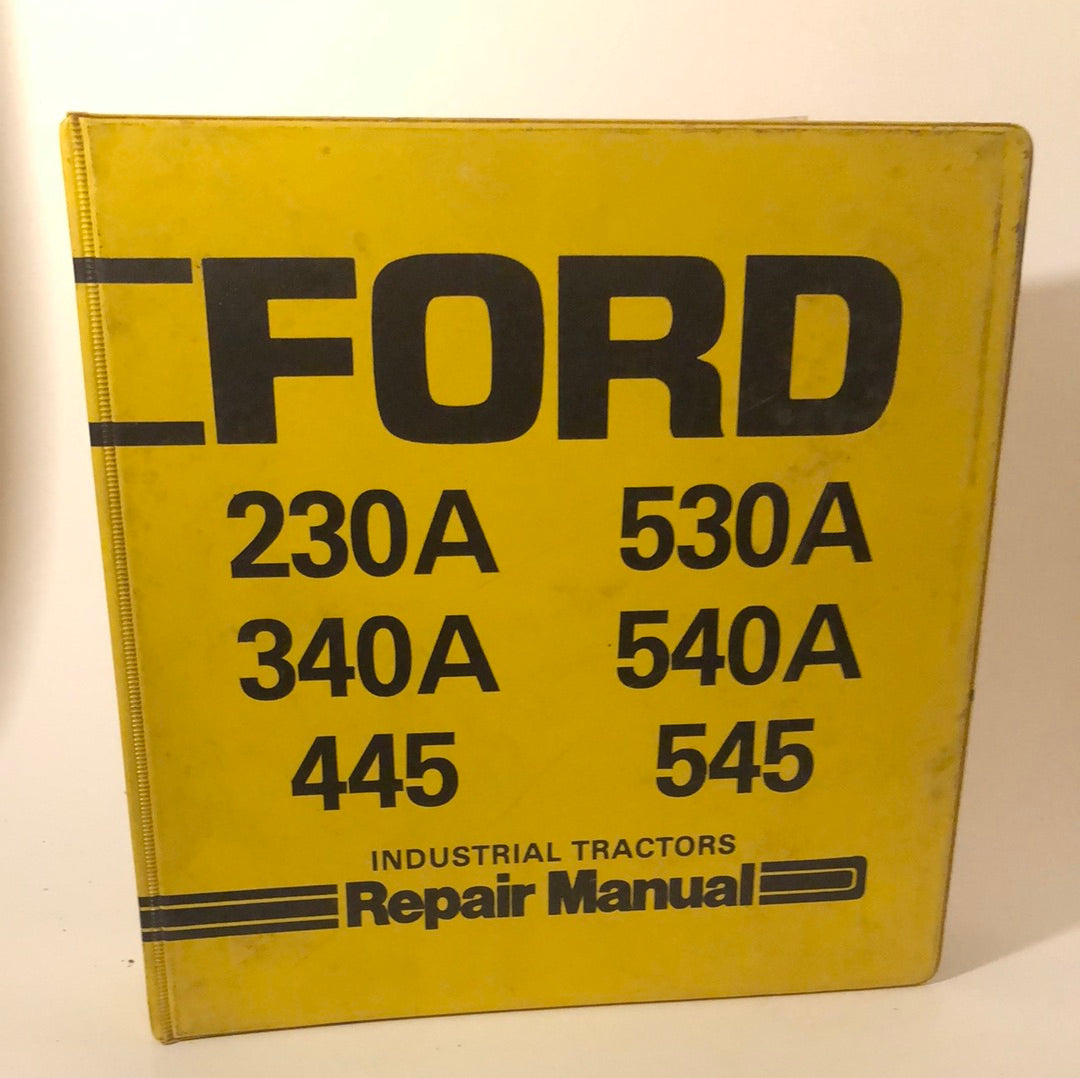 FORD
230A 530A
340A 540A
445 545
INDUSTRIAL TRACTORS
Repair Manual